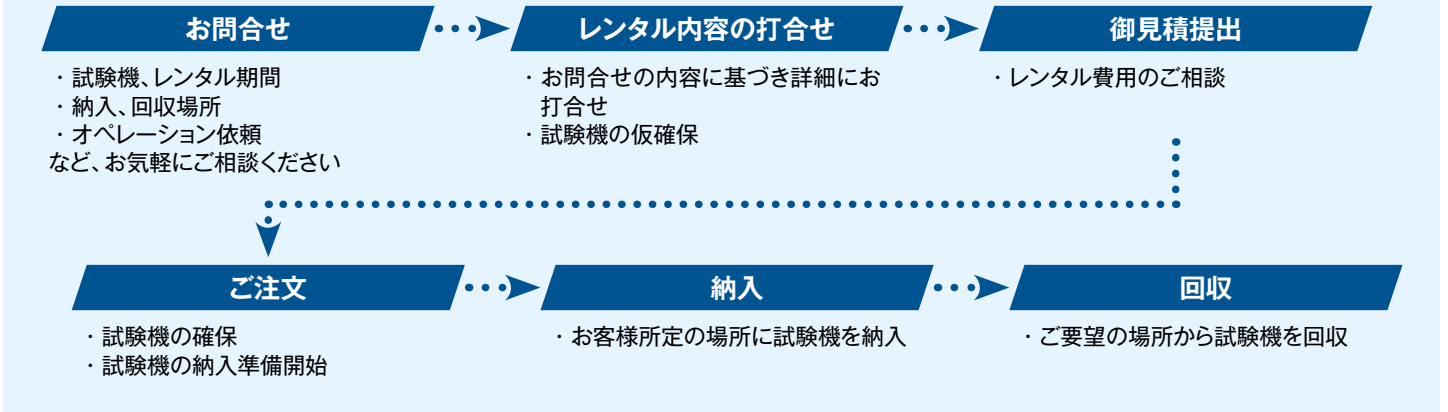 お問合せ
・試験機、レンタル期間
・納入、回収場所
・オペレーション依頼
など、お気軽にご相談ください
レンタル内容の打合せ
・お問合せの内容に基づき詳細にお
打合せ
・試験機の仮確保
御見積提出
・レンタル費用のご相談
ご注文
・試験機の確保
・試験機の納入準備開始
納入
・お客様所定の場所に試験機を納入
回収
・ご要望の場所から試験機を回収